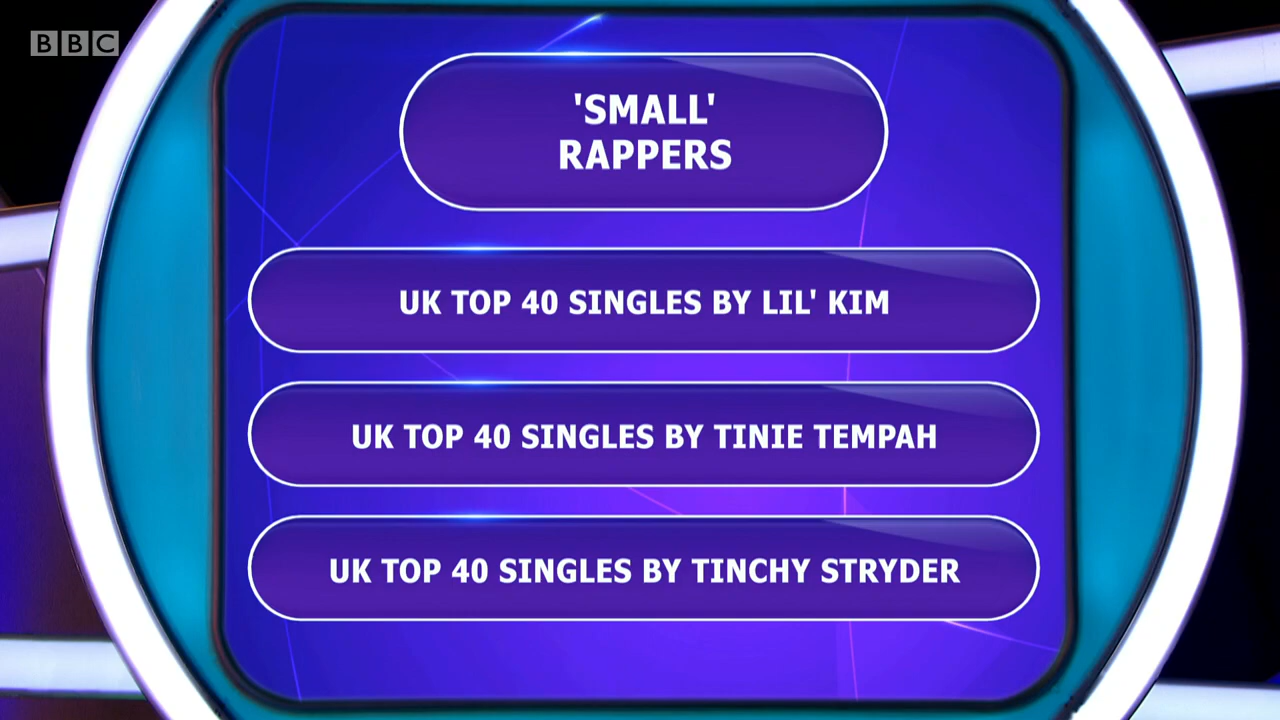 BBC
'SMALL'
RAPPERS
UK TOP 40 SINGLES BY LIL' KIM
UK TOP 40 SINGLES BY TINIE TEMPAH
UK TOP 40 SINGLES BY TINCHY STRYDER